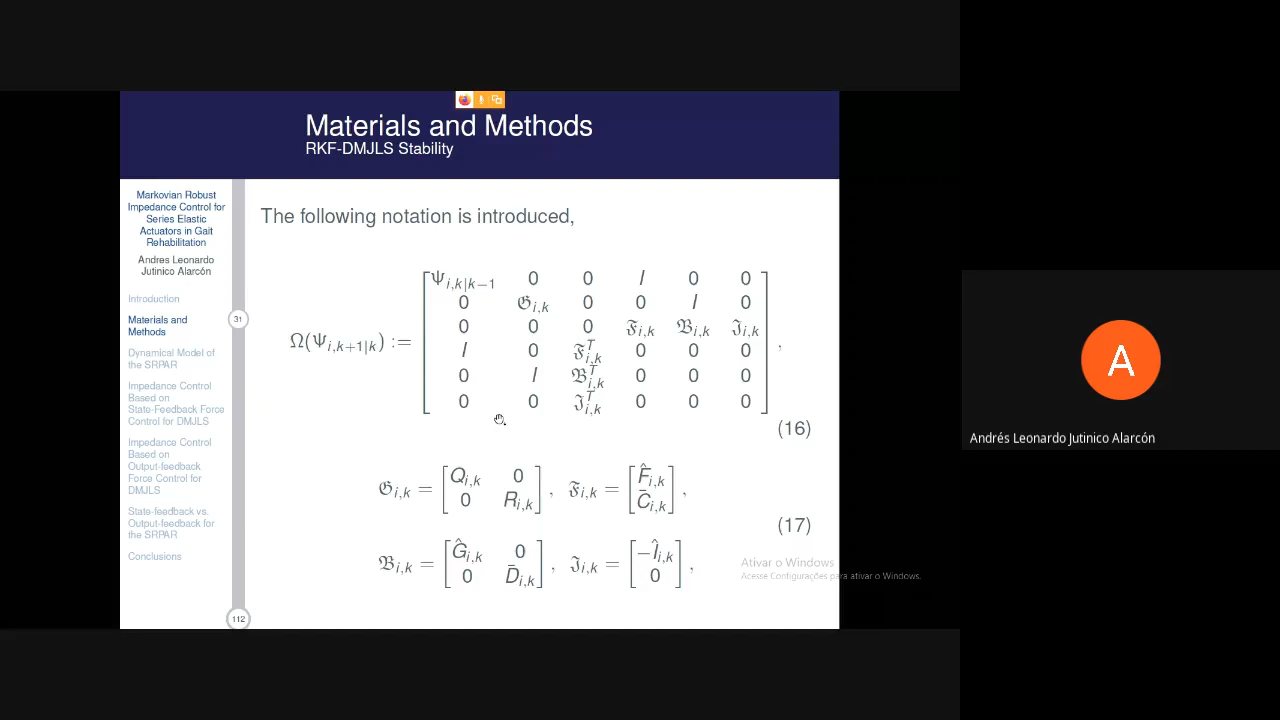 Materials and Methods
RKF-DMJLS Stability
Markovian Robust
Impedance Control for
Series Elastic
Actuators in Gait
Rehabilitation
Andres Leonardo
Jutinico Alarcón
Introduction
Materials and
Methods
Dynamical Model of
the SRPAR
Impedance Control
Based on
State-Feedback Force
Control for DMJLS
Impedance Control
Based on
Output-feedback
Force Control for
DMJLS
State-feedback vs.
Output-feedback for
the SRPAR
Conclusions
31
112
The following notation is introduced,
Ω(Ψ_{i,k+1|k}) :=
Ψ_{i,k|k−1} 0 0 I 0 0
0 𝔊_{i,k} 0 0 I 0
0 0 0 𝔉_{i,k} 𝔅_{i,k} ℑ_{i,k}
I 0 𝔉^T_{i,k} 0 0 0
0 I 𝔅^T_{i,k} 0 0 0
0 0 ℑ^T_{i,k} 0 0 0
,
(16)
𝔊_{i,k} = [Q_{i,k} 0; 0 R_{i,k}], 𝔉_{i,k} = [F̂_{i,k}; C̄_{i,k}],
(17)
𝔅_{i,k} = [Ĝ_{i,k} 0; 0 D̄_{i,k}], ℑ_{i,k} = [−Î_{i,k}; 0],
Ativar o Windows
Acesse Configurações para ativar o Windows.
A
Andrés Leonardo Jutinico Alarcón